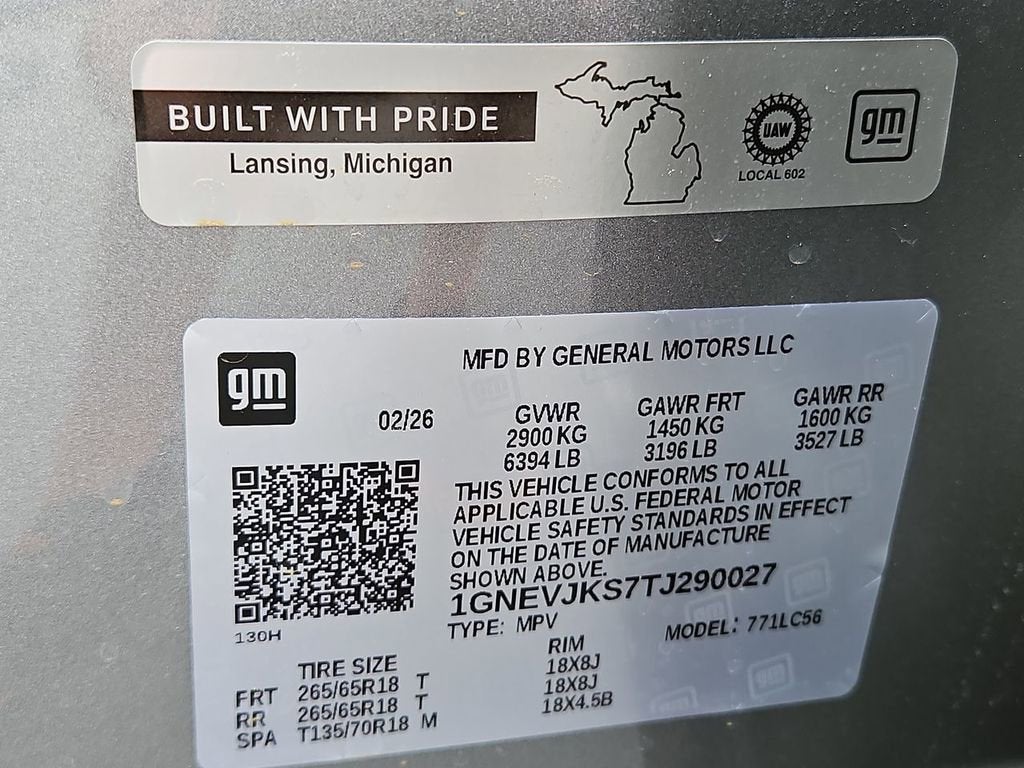 BUILT WITH PRIDE
Lansing, Michigan
UAW
LOCAL 602
gm
gm
MFD BY GENERAL MOTORS LLC
02/26
GVWR
2900 KG
6394 LB
GAWR FRT
1450 KG
3196 LB
GAWR RR
1600 KG
3527 LB
THIS VEHICLE CONFORMS TO ALL
APPLICABLE U.S. FEDERAL MOTOR
VEHICLE SAFETY STANDARDS IN EFFECT
ON THE DATE OF MANUFACTURE
SHOWN ABOVE.
1GNEVJKS7TJ290027
TYPE: MPV
MODEL: 771LC56
130H
TIRE SIZE RIM
FRT 265/65R18 T 18X8J
RR 265/65R18 T 18X8J
SPA T135/70R18 M 18X4.5B